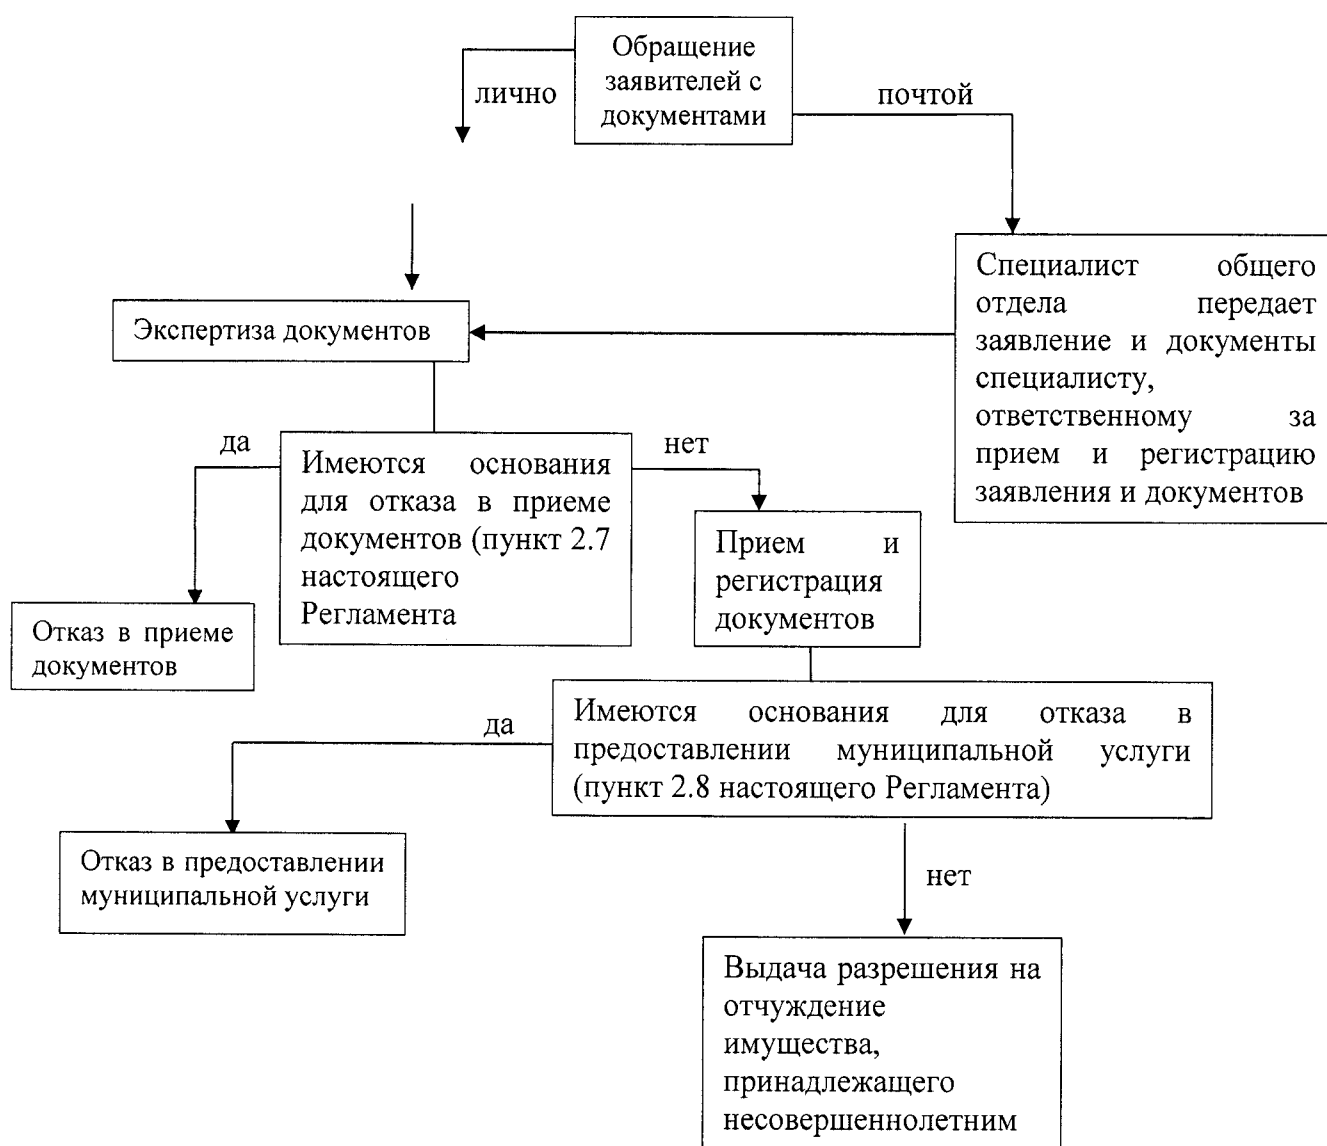 Обращение
заявителей с
документами
лично
почтой
Специалист общего
отдела передает
заявление и документы
специалисту,
ответственному за
прием и регистрацию
заявления и документов
Экспертиза документов
да
нет
Имеются основания
для отказа в приеме
документов (пункт 2.7
настоящего
Регламента
Прием и
регистрация
документов
Отказ в приеме
документов
Имеются основания для отказа в
предоставлении муниципальной услуги
(пункт 2.8 настоящего Регламента)
да
Отказ в предоставлении
муниципальной услуги
нет
Выдача разрешения на
отчуждение
имущества,
принадлежащего
несовершеннолетним